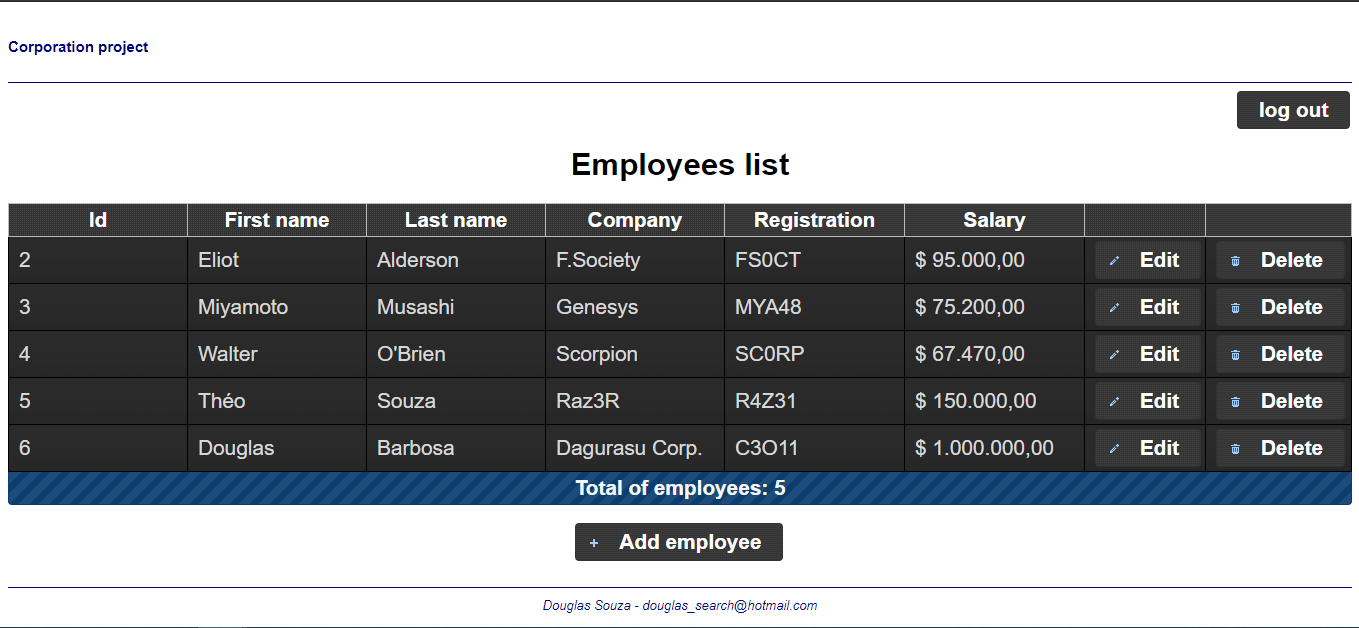 Corporation project
log out
Employees list
Id First name Last name Company Registration Salary
2 Eliot Alderson F.Society FS0CT $ 95.000,00 Edit Delete
3 Miyamoto Musashi Genesys MYA48 $ 75.200,00 Edit Delete
4 Walter O'Brien Scorpion SC0RP $ 67.470,00 Edit Delete
5 Théo Souza Raz3R R4Z31 $ 150.000,00 Edit Delete
6 Douglas Barbosa Dagurasu Corp. C3O11 $ 1.000.000,00 Edit Delete
Total of employees: 5
+ Add employee
Douglas Souza - douglas_search@hotmail.com